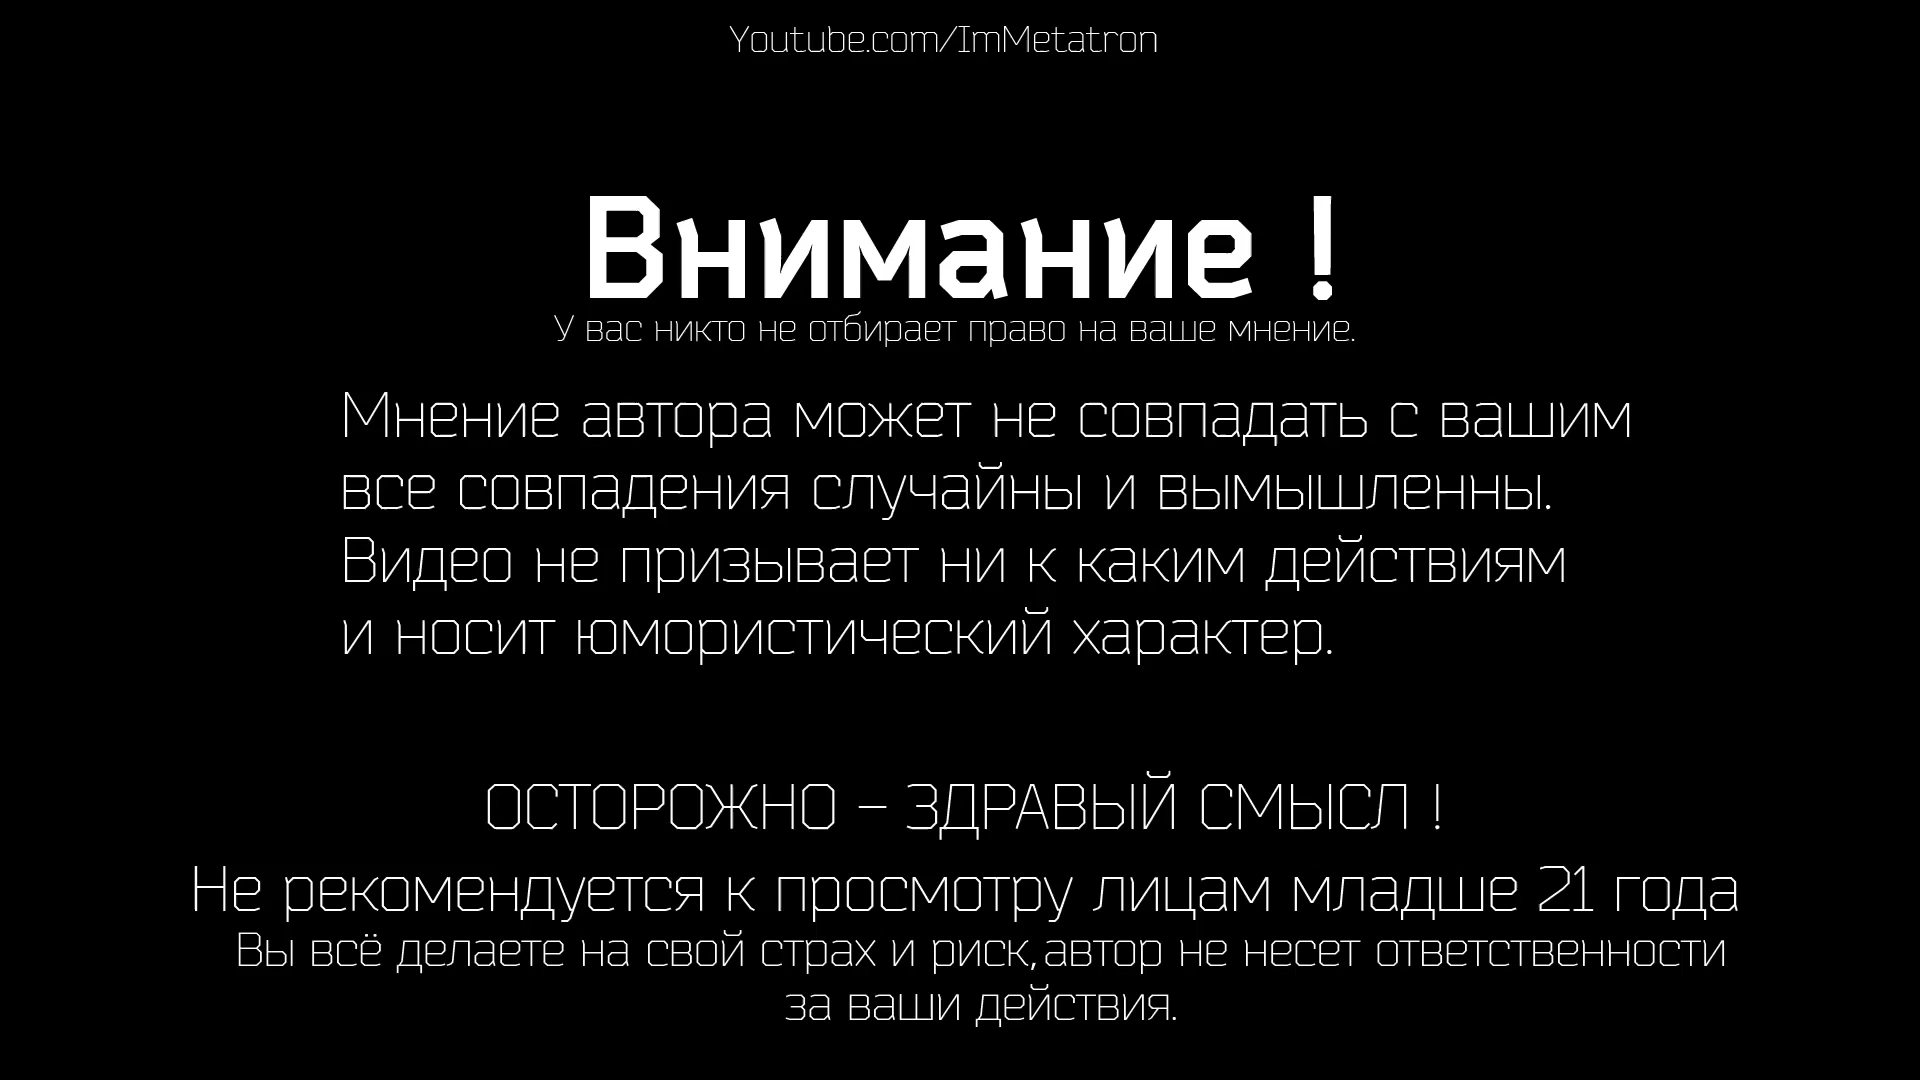 Youtube.com/ImMetatron
Внимание !
У вас никто не отбирает право на ваше мнение.
Мнение автора может не совпадать с вашим
все совпадения случайны и вымышленны.
Видео не призывает ни к каким действиям
и носит юмористический характер.
ОСТОРОЖНО – ЗДРАВЫЙ СМЫСЛ !
Не рекомендуется к просмотру лицам младше 21 года
Вы всё делаете на свой страх и риск,автор не несет ответственности
за ваши действия.